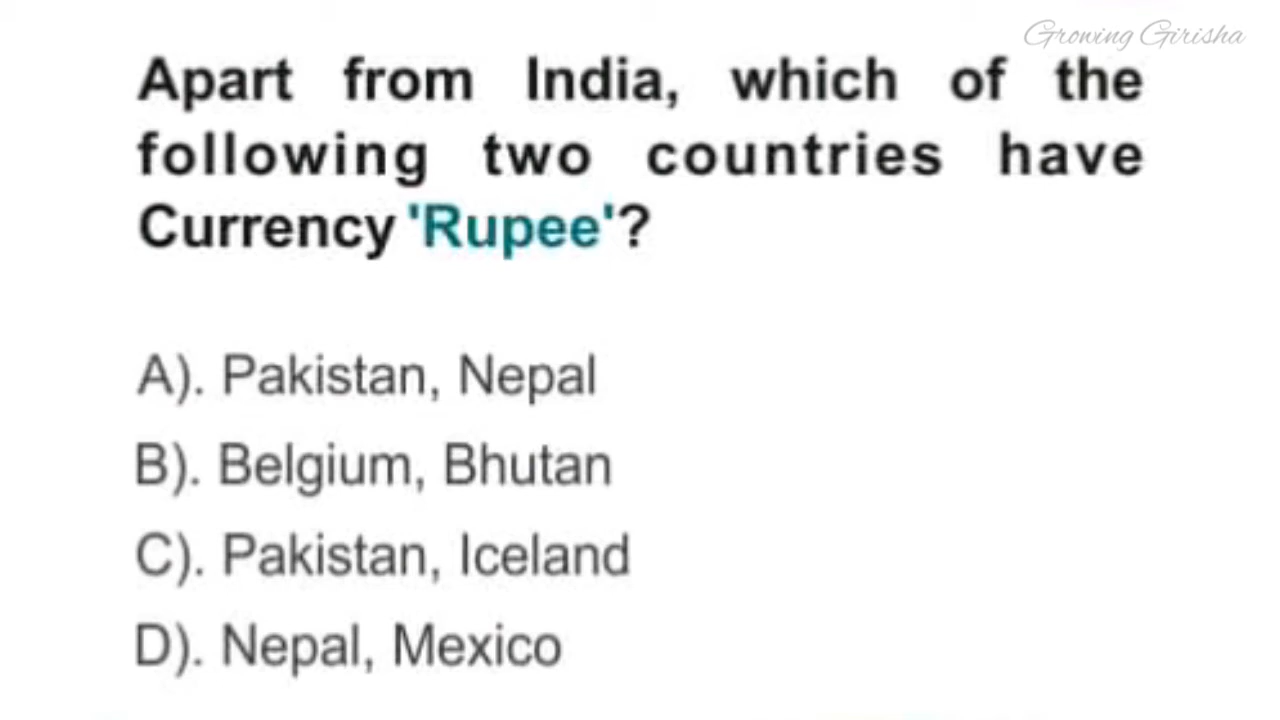 Growing Girisha
Apart from India, which of the
following two countries have
Currency 'Rupee'?
A). Pakistan, Nepal
B). Belgium, Bhutan
C). Pakistan, Iceland
D). Nepal, Mexico